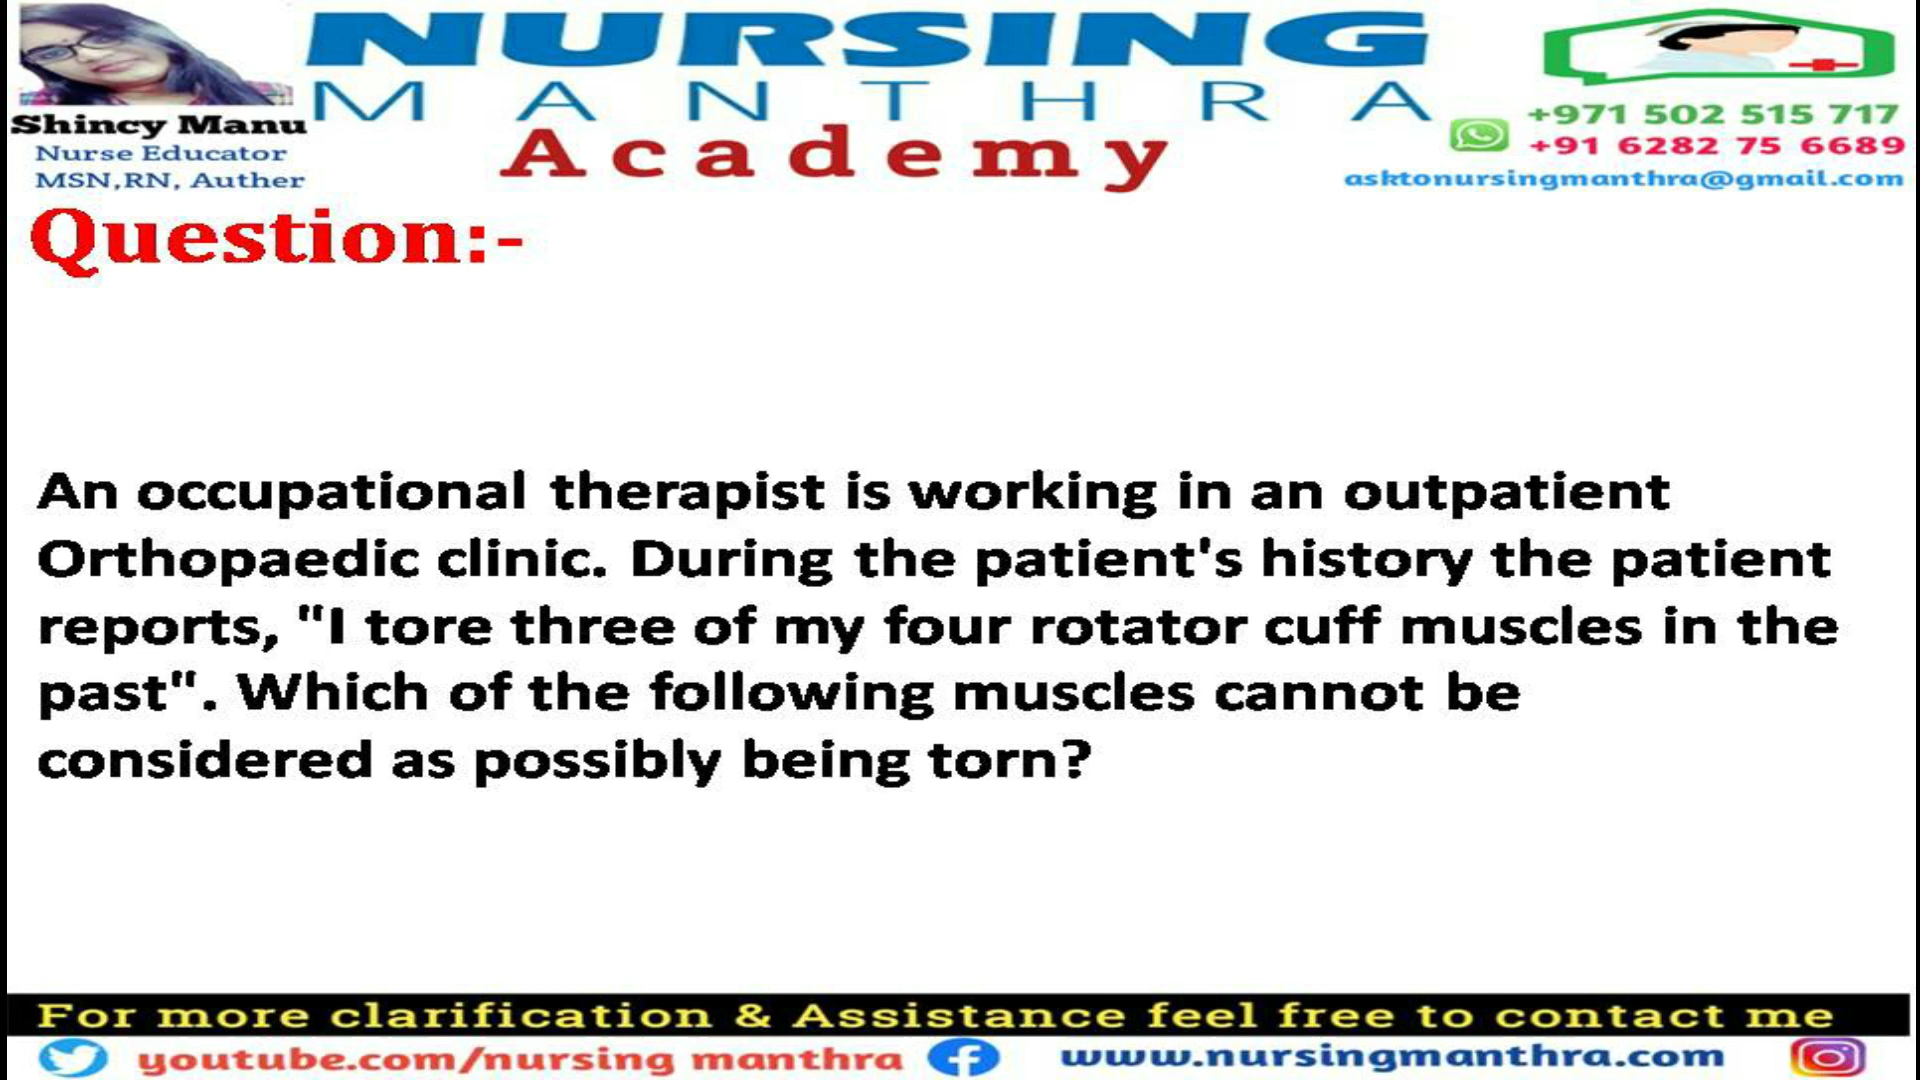 NURSING
MANTHRA
Academy
Shincy Manu
Nurse Educator
MSN,RN, Auther
+971 502 515 717
+91 6282 75 6689
asktonursingmanthra@gmail.com
Question:-
An occupational therapist is working in an outpatient
Orthopaedic clinic. During the patient's history the patient
reports, "I tore three of my four rotator cuff muscles in the
past". Which of the following muscles cannot be
considered as possibly being torn?
For more clarification & Assistance feel free to contact me
youtube.com/nursing manthra
www.nursingmanthra.com